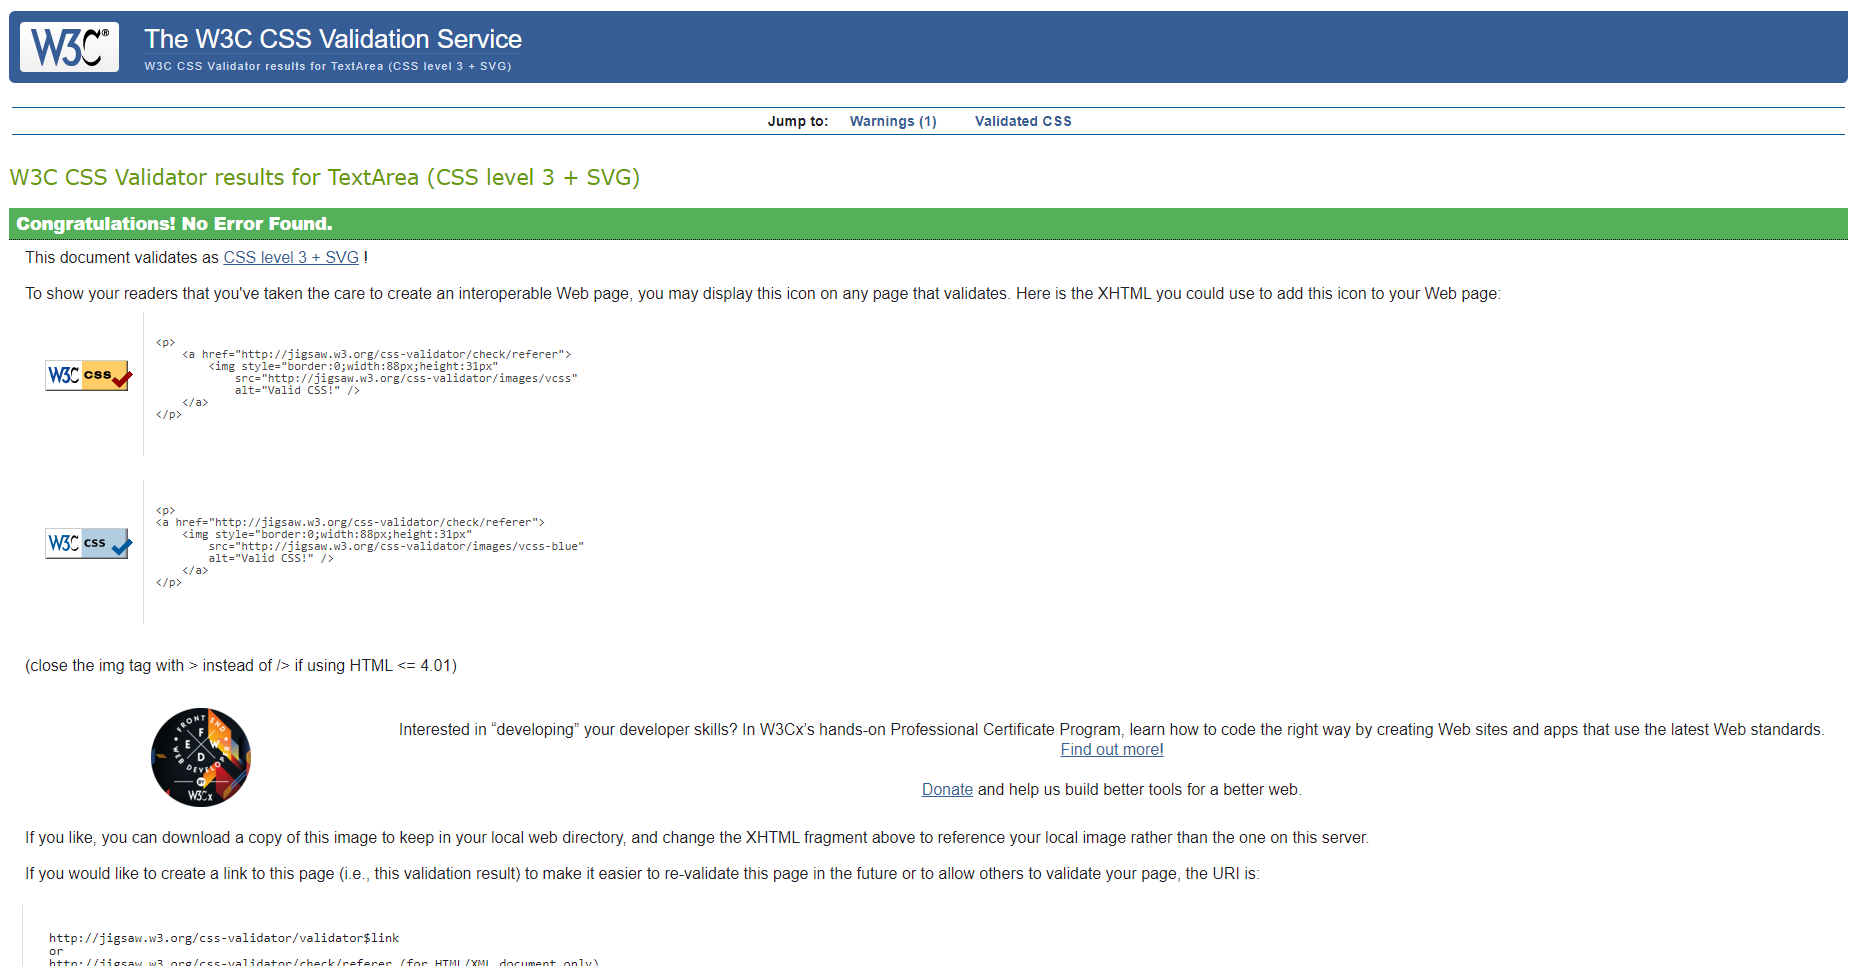 W3C®
The W3C CSS Validation Service
W3C CSS Validator results for TextArea (CSS level 3 + SVG)
Jump to: Warnings (1) Validated CSS
W3C CSS Validator results for TextArea (CSS level 3 + SVG)
Congratulations! No Error Found.
This document validates as CSS level 3 + SVG !
To show your readers that you've taken the care to create an interoperable Web page, you may display this icon on any page that validates. Here is the XHTML you could use to add this icon to your Web page:
W3C css
<p>
<a href="http://jigsaw.w3.org/css-validator/check/referer">
<img style="border:0;width:88px;height:31px"
src="http://jigsaw.w3.org/css-validator/images/vcss"
alt="Valid CSS!" />
</a>
</p>
W3C css
<p>
<a href="http://jigsaw.w3.org/css-validator/check/referer">
<img style="border:0;width:88px;height:31px"
src="http://jigsaw.w3.org/css-validator/images/vcss-blue"
alt="Valid CSS!" />
</a>
</p>
(close the img tag with > instead of /> if using HTML <= 4.01)
FRONT END
F
E W
D
WEB DEVELOPER
BY
W3Cx
Interested in “developing” your developer skills? In W3Cx’s hands-on Professional Certificate Program, learn how to code the right way by creating Web sites and apps that use the latest Web standards.
Find out more!
Donate and help us build better tools for a better web.
If you like, you can download a copy of this image to keep in your local web directory, and change the XHTML fragment above to reference your local image rather than the one on this server.
If you would like to create a link to this page (i.e., this validation result) to make it easier to re-validate this page in the future or to allow others to validate your page, the URI is:
http://jigsaw.w3.org/css-validator/validator$link
or
http://jigsaw.w3.org/css-validator/check/referer (for HTML/XML document only)